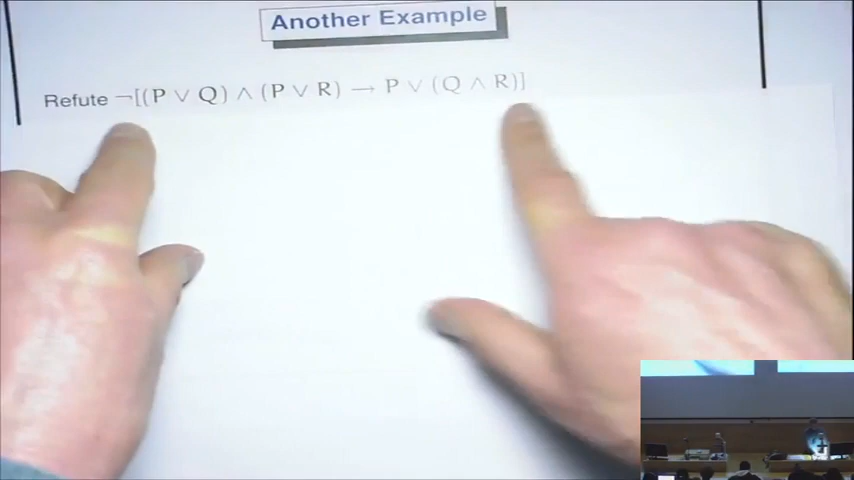 Another Example
Refute ¬[(P ∨ Q) ∧ (P ∨ R) → P ∨ (Q ∧ R)]